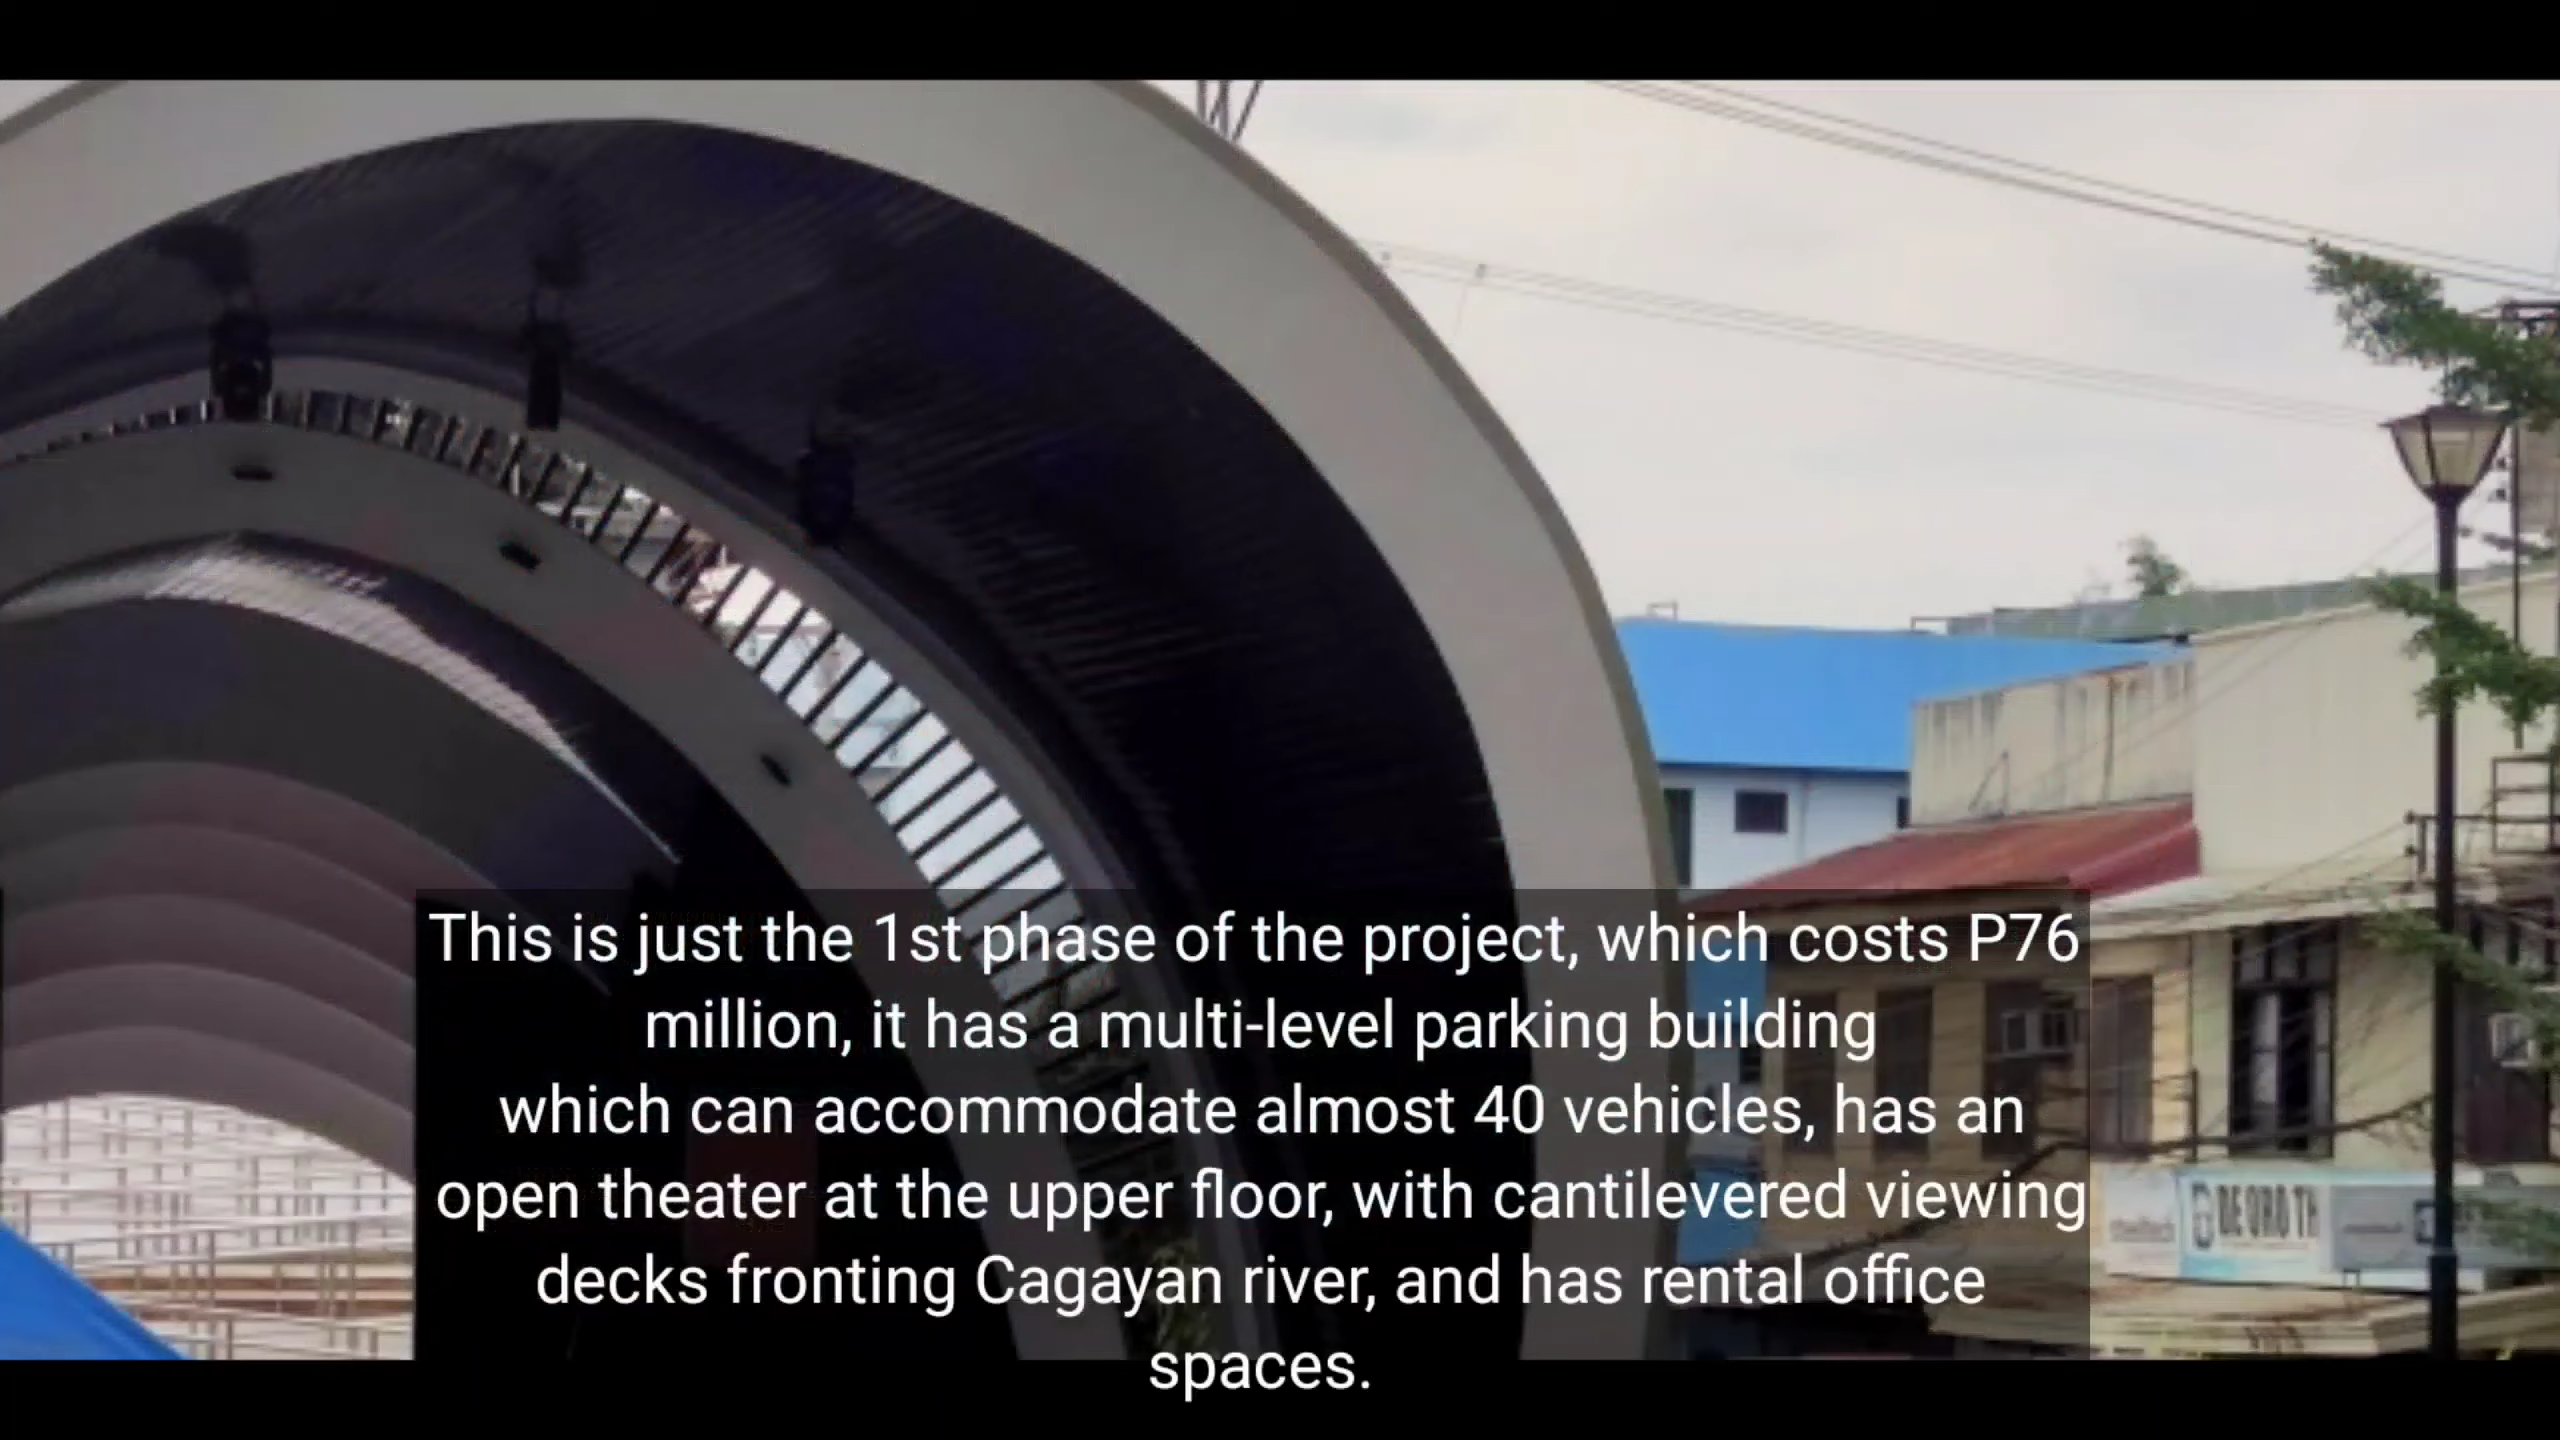 This is just the 1st phase of the project, which costs P76
million, it has a multi-level parking building
which can accommodate almost 40 vehicles, has an
open theater at the upper floor, with cantilevered viewing
decks fronting Cagayan river, and has rental office
spaces.